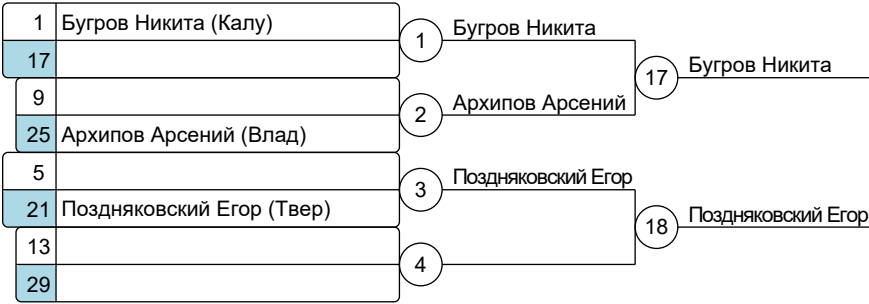 1 Бугров Никита (Калу)
17
9
25 Архипов Арсений (Влад)
5
21 Поздняковский Егор (Твер)
13
29
1 Бугров Никита
2 Архипов Арсений
3 Поздняковский Егор
4
17 Бугров Никита
18 Поздняковский Егор